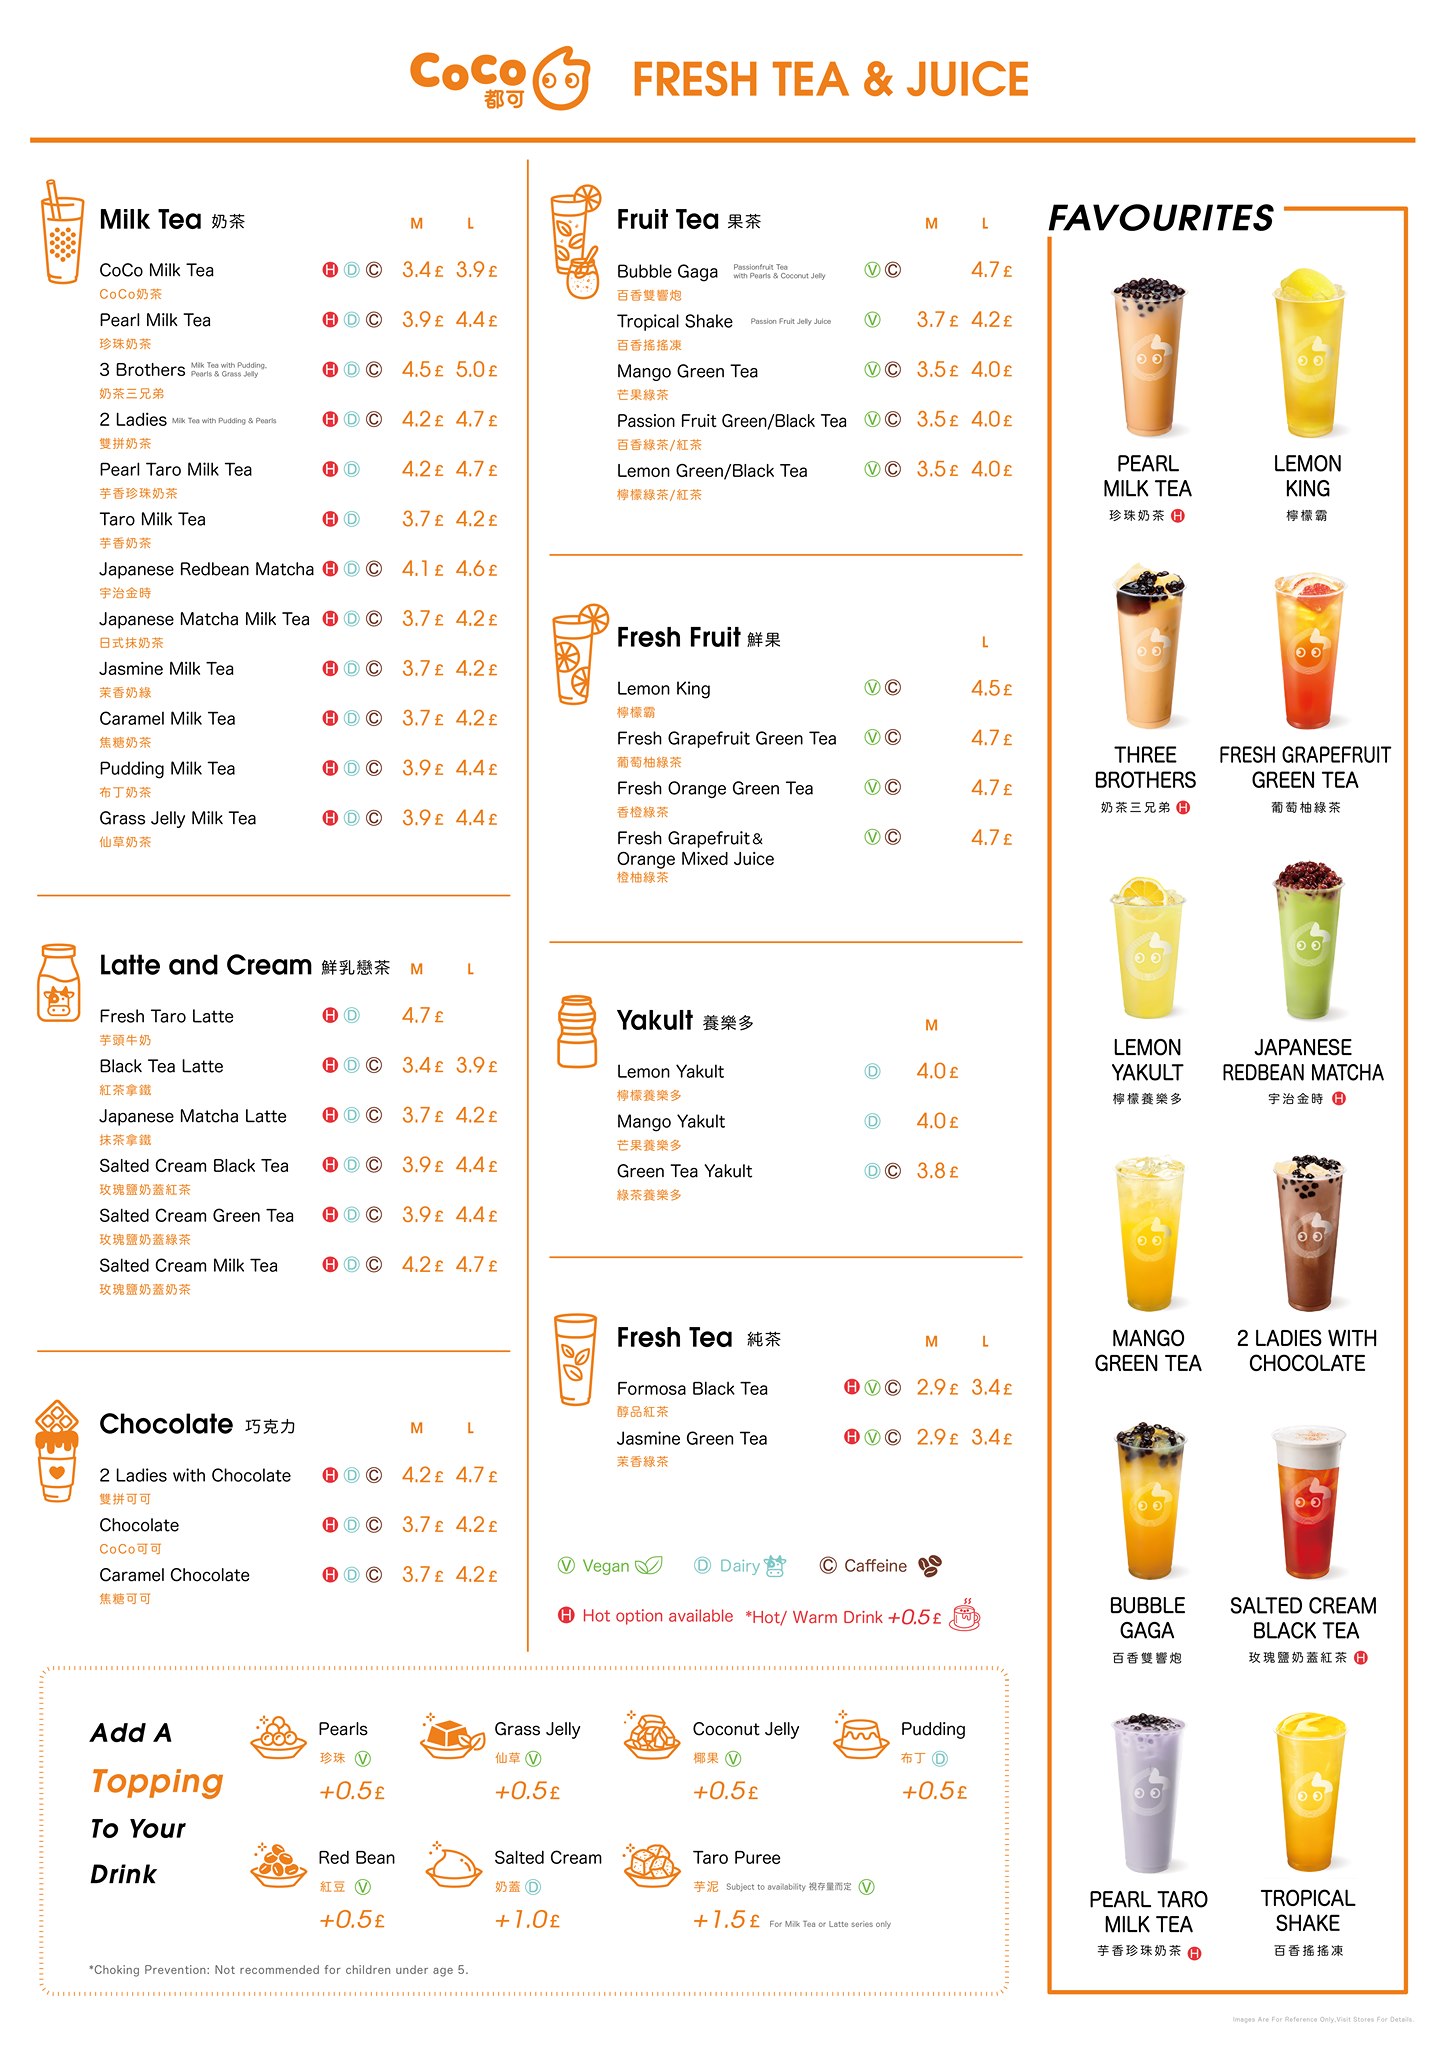 CoCo
都可
FRESH TEA & JUICE
Milk Tea 奶茶 M L
CoCo Milk Tea H D C 3.4£ 3.9£
CoCo奶茶
Pearl Milk Tea H D C 3.9£ 4.4£
珍珠奶茶
3 Brothers Milk Tea with Pudding, Pearls & Grass Jelly H D C 4.5£ 5.0£
奶茶三兄弟
2 Ladies Milk Tea with Pudding & Pearls H D C 4.2£ 4.7£
雙拼奶茶
Pearl Taro Milk Tea H D 4.2£ 4.7£
芋香珍珠奶茶
Taro Milk Tea H D 3.7£ 4.2£
芋香奶茶
Japanese Redbean Matcha H D C 4.1£ 4.6£
宇治金時
Japanese Matcha Milk Tea H D C 3.7£ 4.2£
日式抹奶茶
Jasmine Milk Tea H D C 3.7£ 4.2£
茉香奶綠
Caramel Milk Tea H D C 3.7£ 4.2£
焦糖奶茶
Pudding Milk Tea H D C 3.9£ 4.4£
布丁奶茶
Grass Jelly Milk Tea H D C 3.9£ 4.4£
仙草奶茶
Latte and Cream 鮮乳戀茶 M L
Fresh Taro Latte H D 4.7£
芋頭牛奶
Black Tea Latte H D C 3.4£ 3.9£
紅茶拿鐵
Japanese Matcha Latte H D C 3.7£ 4.2£
抹茶拿鐵
Salted Cream Black Tea H D C 3.9£ 4.4£
玫瑰鹽奶蓋紅茶
Salted Cream Green Tea H D C 3.9£ 4.4£
玫瑰鹽奶蓋綠茶
Salted Cream Milk Tea H D C 4.2£ 4.7£
玫瑰鹽奶蓋奶茶
Chocolate 巧克力 M L
2 Ladies with Chocolate H D C 4.2£ 4.7£
雙拼可可
Chocolate H D C 3.7£ 4.2£
CoCo可可
Caramel Chocolate H D C 3.7£ 4.2£
焦糖可可
Fruit Tea 果茶 M L
Bubble Gaga Passionfruit Tea with Pearls & Coconut Jelly V C 4.7£
百香雙響炮
Tropical Shake Passion Fruit Jelly Juice V 3.7£ 4.2£
百香搖搖凍
Mango Green Tea V C 3.5£ 4.0£
芒果綠茶
Passion Fruit Green/Black Tea V C 3.5£ 4.0£
百香綠茶/紅茶
Lemon Green/Black Tea V C 3.5£ 4.0£
檸檬綠茶/紅茶
Fresh Fruit 鮮果 L
Lemon King V C 4.5£
檸檬霸
Fresh Grapefruit Green Tea V C 4.7£
葡萄柚綠茶
Fresh Orange Green Tea V C 4.7£
香橙綠茶
Fresh Grapefruit& V C 4.7£
Orange Mixed Juice
橙柚綠茶
Yakult 養樂多 M
Lemon Yakult D 4.0£
檸檬養樂多
Mango Yakult D 4.0£
芒果養樂多
Green Tea Yakult D C 3.8£
綠茶養樂多
Fresh Tea 純茶 M L
Formosa Black Tea H V C 2.9£ 3.4£
醇品紅茶
Jasmine Green Tea H V C 2.9£ 3.4£
茉香綠茶
V Vegan D Dairy C Caffeine
H Hot option available *Hot/ Warm Drink +0.5£
Add A
Topping
To Your
Drink
Pearls
珍珠 V
+0.5£
Grass Jelly
仙草 V
+0.5£
Coconut Jelly
椰果 V
+0.5£
Pudding
布丁 D
+0.5£
Red Bean
紅豆 V
+0.5£
Salted Cream
奶蓋 D
+1.0£
Taro Puree
芋泥 Subject to availability 視存量而定 V
+1.5£ For Milk Tea or Latte series only
*Choking Prevention: Not recommended for children under age 5.
FAVOURITES
PEARL
MILK TEA
珍珠奶茶 H
LEMON
KING
檸檬霸
THREE
BROTHERS
奶茶三兄弟 H
FRESH GRAPEFRUIT
GREEN TEA
葡萄柚綠茶
LEMON
YAKULT
檸檬養樂多
JAPANESE
REDBEAN MATCHA
宇治金時 H
MANGO
GREEN TEA
2 LADIES WITH
CHOCOLATE
BUBBLE
GAGA
百香雙響炮
SALTED CREAM
BLACK TEA
玫瑰鹽奶蓋紅茶 H
PEARL TARO
MILK TEA
芋香珍珠奶茶 H
TROPICAL
SHAKE
百香搖搖凍
Images Are For Reference Only,Visit Stores For Details.